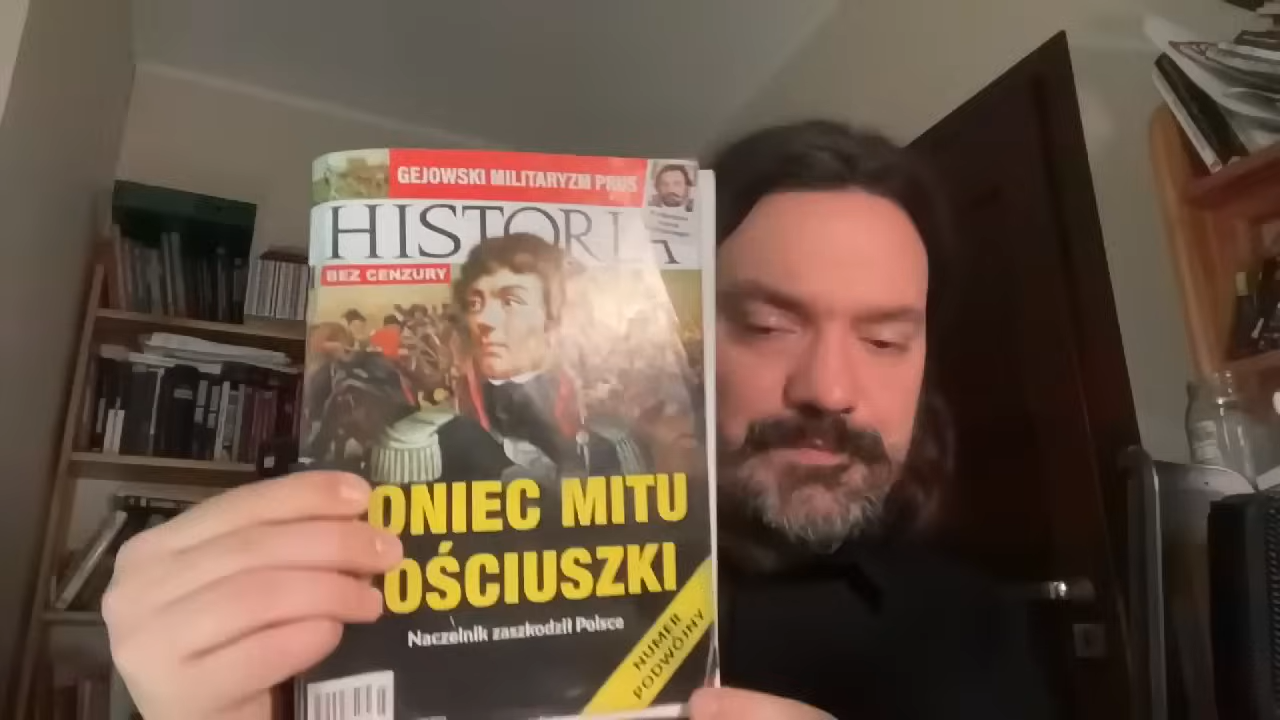 GEJOWSKI MILITARYZM PRUS
HISTORIA
BEZ CENZURY
ONIEC MITU
OŚCIUSZKI
Naczelnik zaszkodził Polsce
NUMER
PODWÓJNY